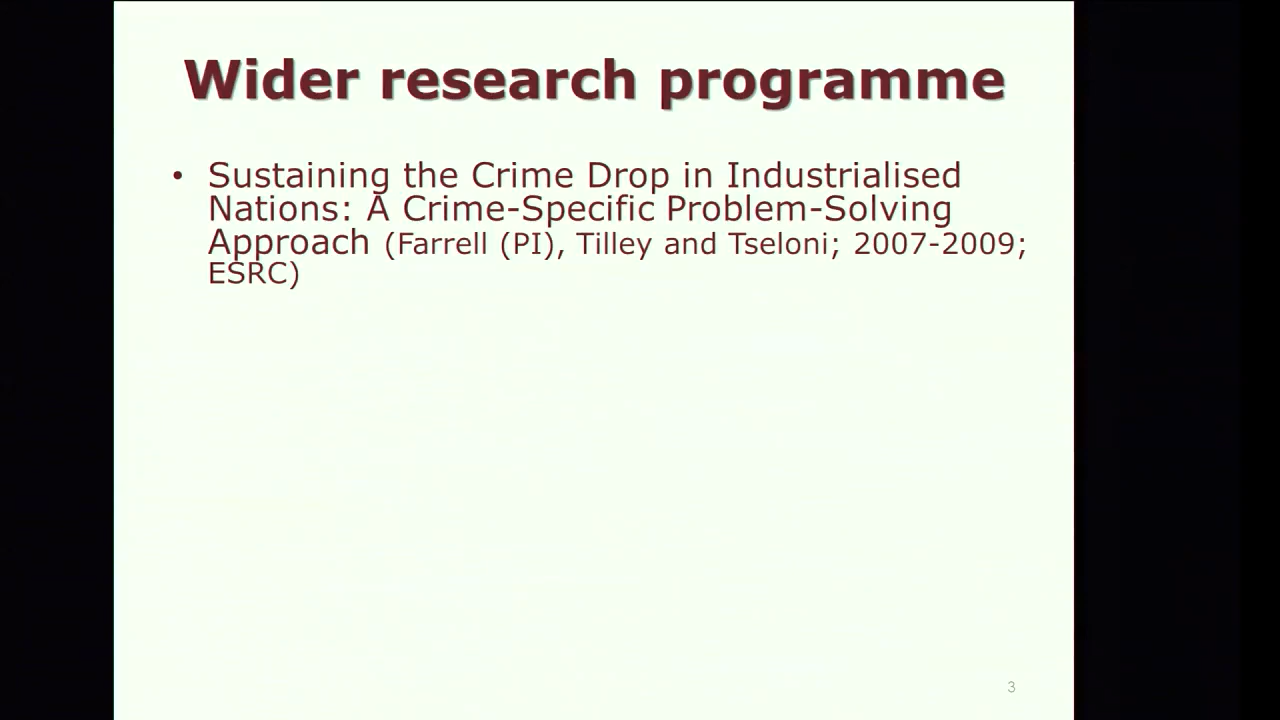 Wider research programme
• Sustaining the Crime Drop in Industrialised
Nations: A Crime-Specific Problem-Solving
Approach (Farrell (PI), Tilley and Tseloni; 2007-2009;
ESRC)
3